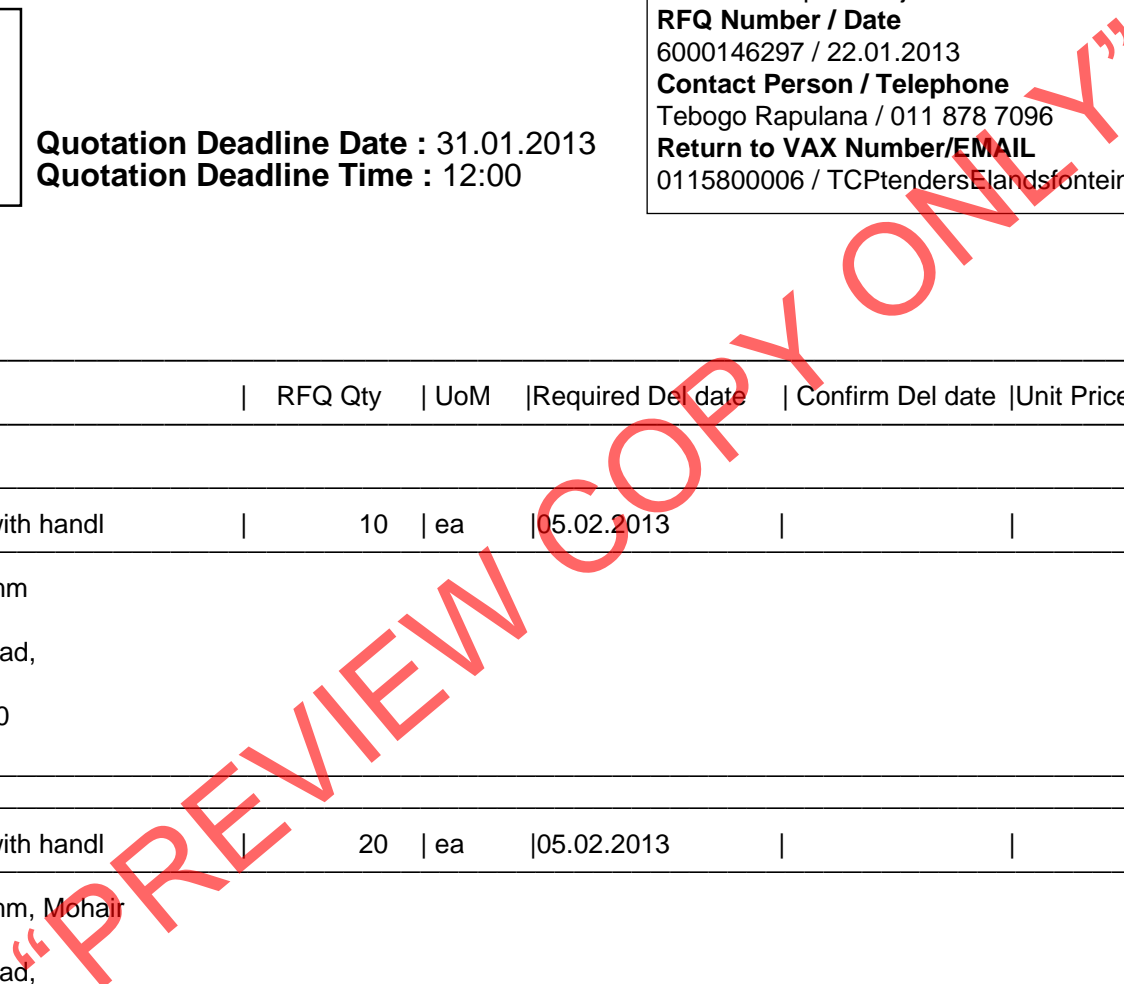 RFQ Number / Date
6000146297 / 22.01.2013
Contact Person / Telephone
Tebogo Rapulana / 011 878 7096
Return to VAX Number/EMAIL
0115800006 / TCPtendersElandsfontein
Quotation Deadline Date : 31.01.2013
Quotation Deadline Time : 12:00
| RFQ Qty | UoM |Required Del date | Confirm Del date |Unit Price
with handl | 10 | ea |05.02.2013 | |
mm
ad,
0
with handl | 20 | ea |05.02.2013 | |
mm, Mohair
ad,
“PREVIEW COPY ONLY”